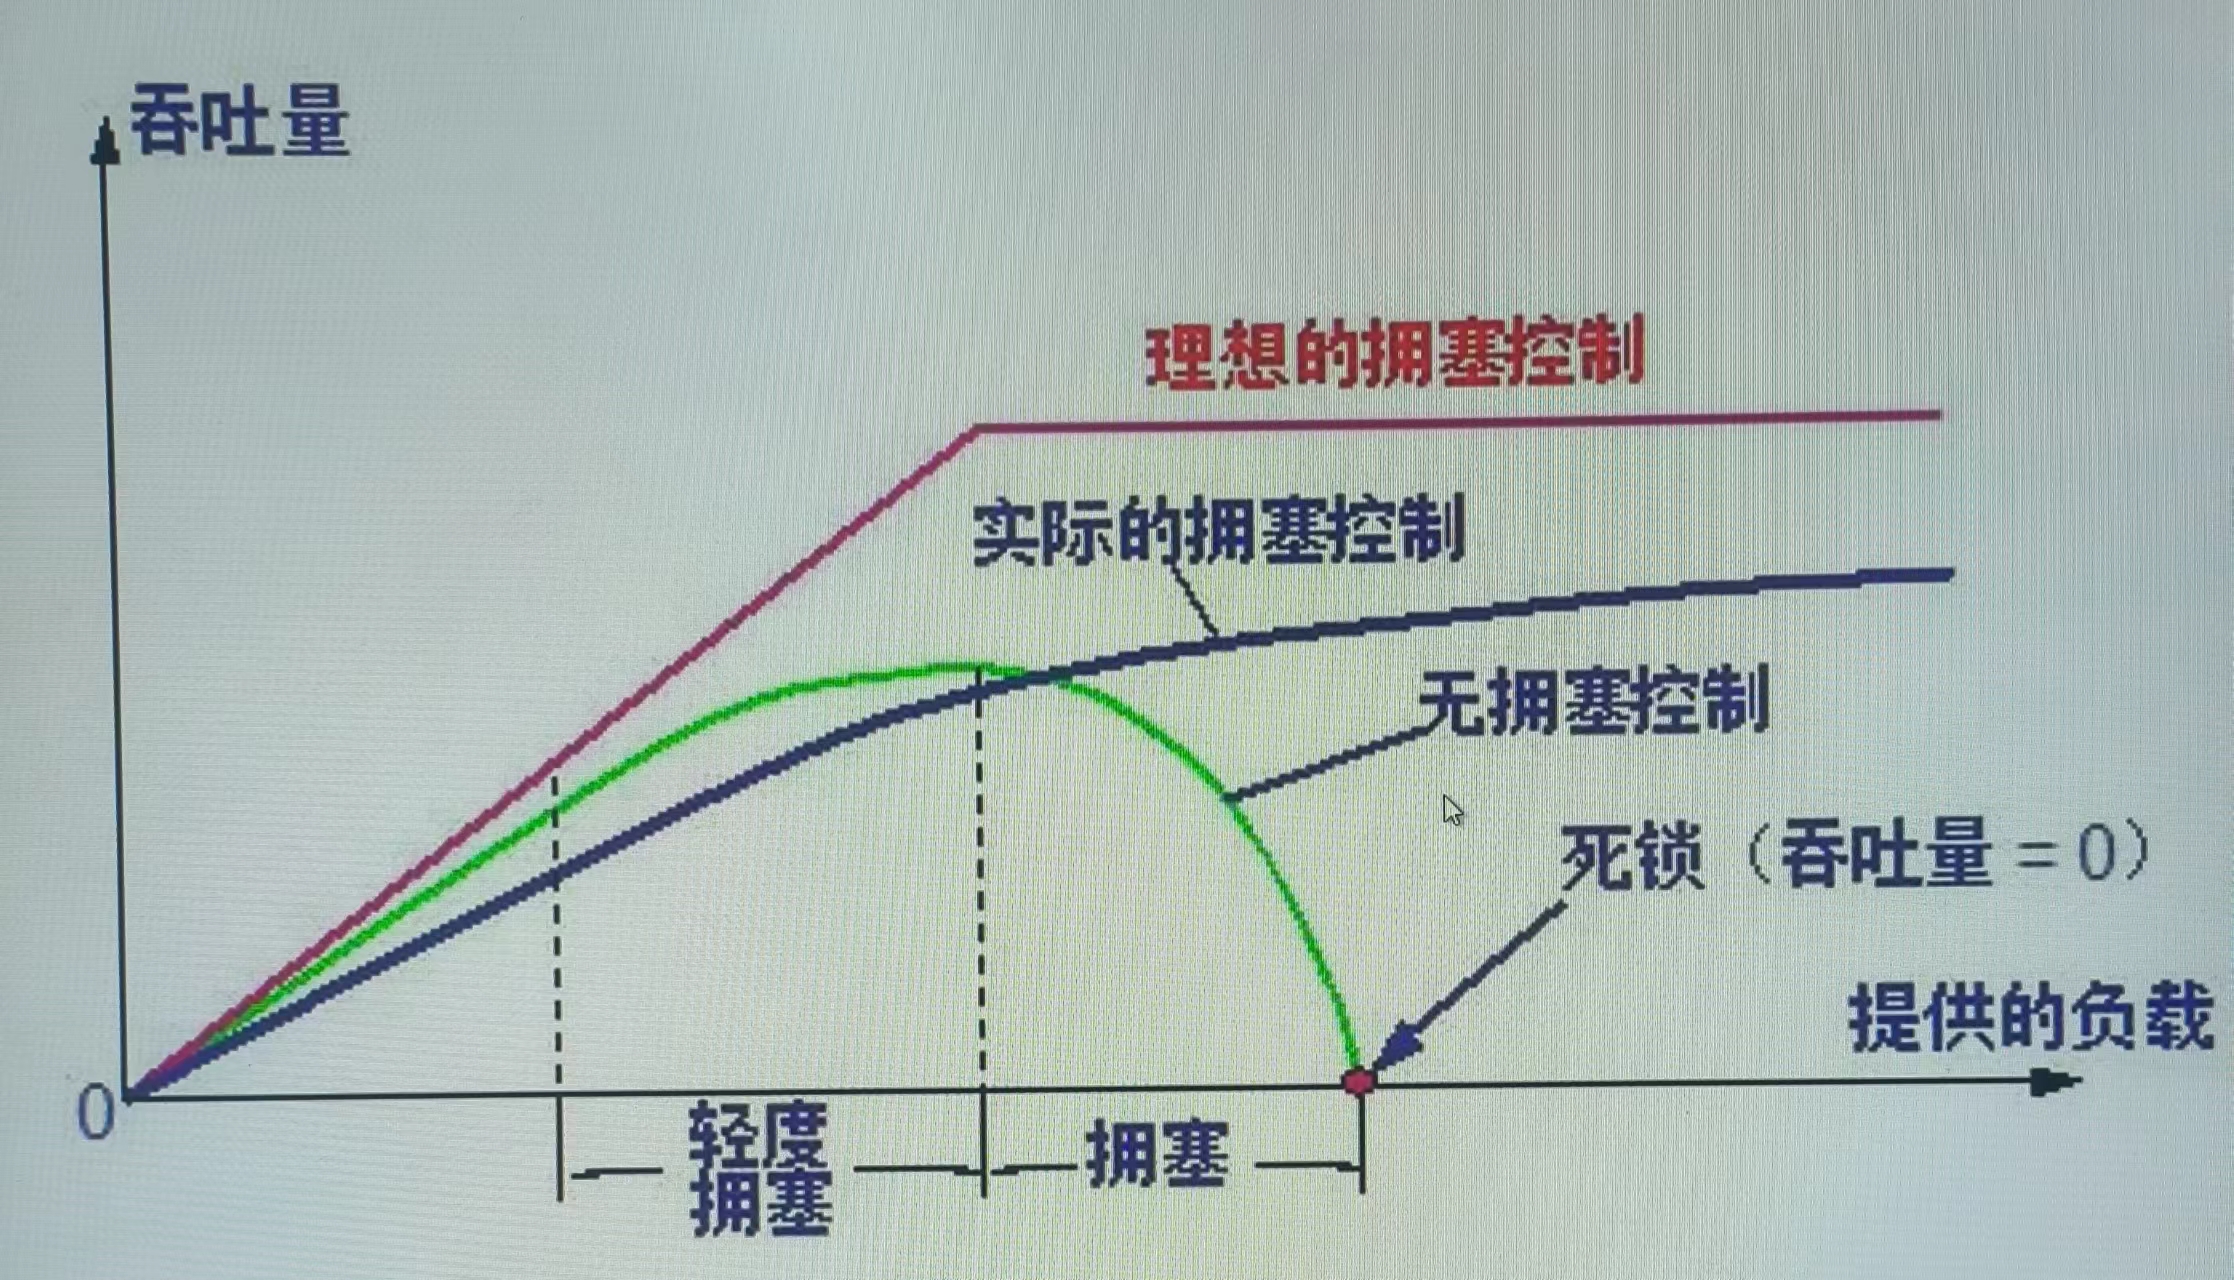 吞吐量
理想的拥塞控制
实际的拥塞控制
无拥塞控制
死锁（吞吐量 = 0）
提供的负载
0
轻度
拥塞
拥塞